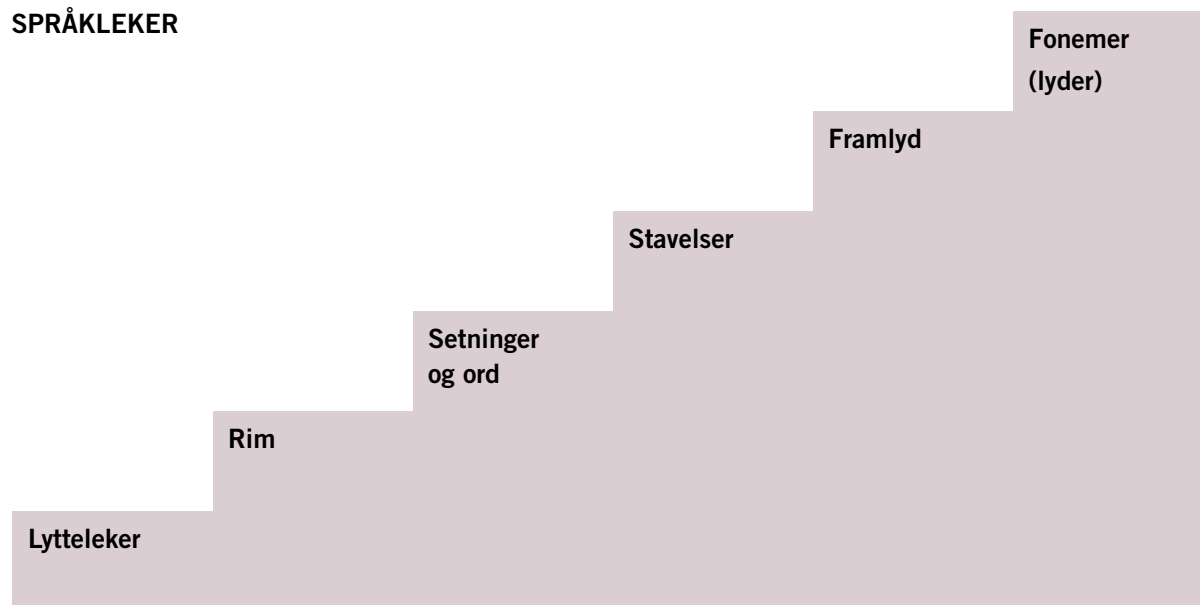 SPRÅKLEKER
Fonemer
(lyder)
Framlyd
Stavelser
Setninger
og ord
Rim
Lytteleker